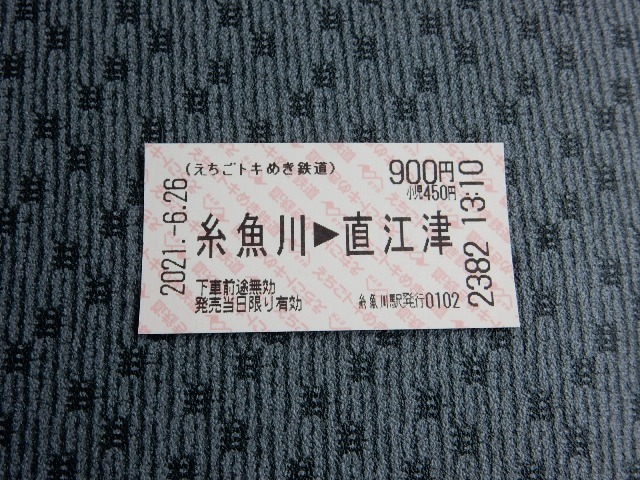 (えちごトキめき鉄道)
900円
小児450円
2021.-6.26
糸魚川▶直江津
2382 13:10
下車前途無効
発売当日限り有効
糸魚川駅発行0102